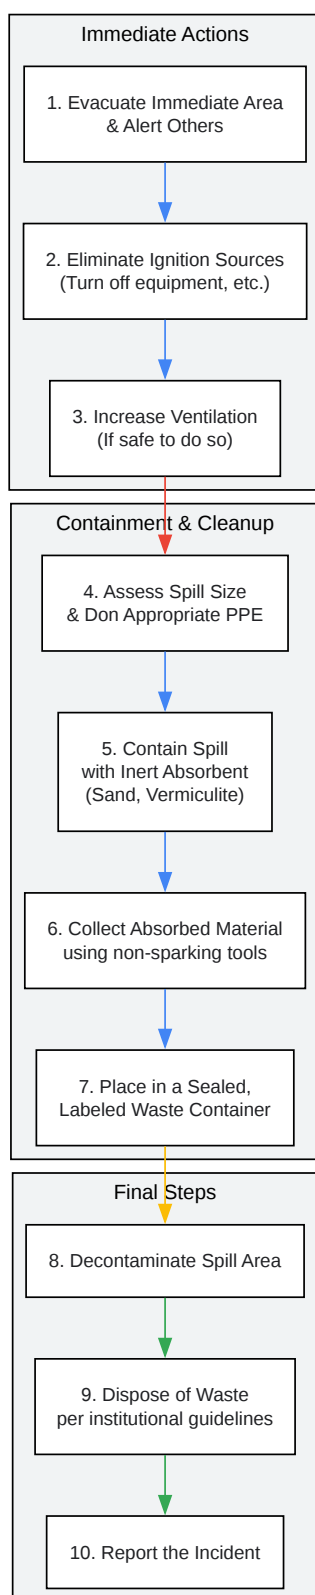 Immediate Actions
1. Evacuate Immediate Area
& Alert Others
2. Eliminate Ignition Sources
(Turn off equipment, etc.)
3. Increase Ventilation
(If safe to do so)
Containment & Cleanup
4. Assess Spill Size
& Don Appropriate PPE
5. Contain Spill
with Inert Absorbent
(Sand, Vermiculite)
6. Collect Absorbed Material
using non-sparking tools
7. Place in a Sealed,
Labeled Waste Container
Final Steps
8. Decontaminate Spill Area
9. Dispose of Waste
per institutional guidelines
10. Report the Incident